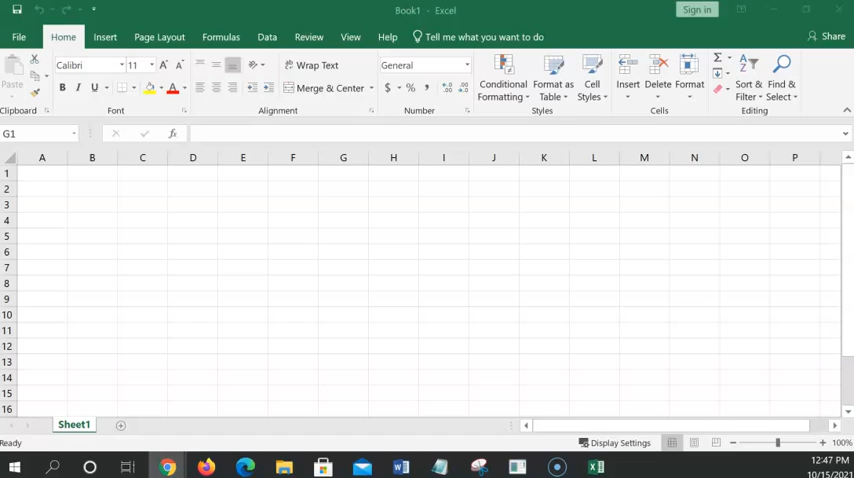 Book1 - Excel
Sign in
File Home Insert Page Layout Formulas Data Review View Help Tell me what you want to do Share
Paste
Calibri 11 A A
B I U A
Wrap Text
Merge & Center
General
$ % , .00
Conditional Formatting
Format as Table
Cell Styles
Insert Delete Format
Σ
Sort & Filter
Find & Select
Clipboard Font Alignment Number Styles Cells Editing
G1 fx
A B C D E F G H I J K L M N O P
1
2
3
4
5
6
7
8
9
10
11
12
13
14
15
16
Sheet1
Ready Display Settings 100%
12:47 PM
10/15/2021